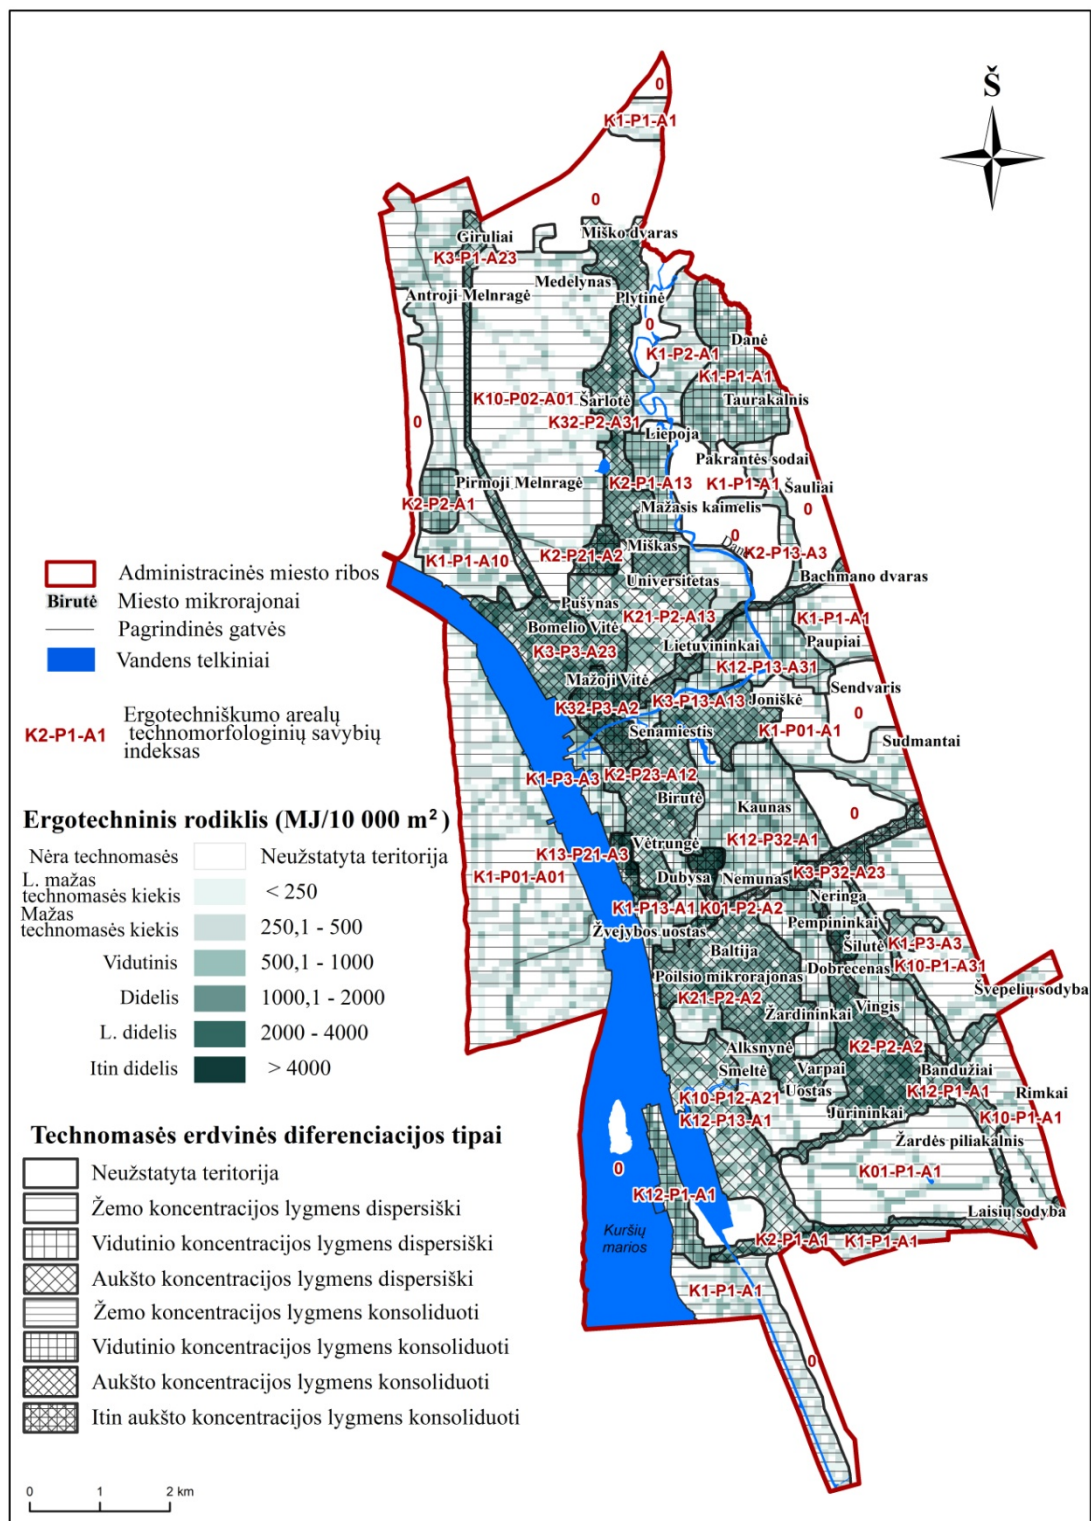 Š
0
K1-P1-A1
0
Giruliai
Miško dvaras
K3-P1-A23
Medelynas
Antroji Melnragė
Plytinė
0
Danė
K1-P2-A1
K1-P1-A1
K10-P02-A01
Šarlotė
Taurakalnis
0
K32-P2-A31
Liepoja
Pakrantės sodai
Pirmoji Melnragė
K2-P1-A13
K1-P1-A1
Šauliai
K2-P2-A1
Mažasis kaimelis
0
0
Danė
K2-P21-A2
Miškas
K2-P13-A3
K1-P1-A10
Universitetas
Bachmano dvaras
Pušynas
K21-P2-A13
K1-P1-A1
Bomelio Vitė
Lietuvininkai
Paupiai
K3-P3-A23
K12-P13-A31
Mažoji Vitė
Sendvaris
K32-P3-A2
K3-P13-A13
Joniškė
0
Senamiestis
K1-P01-A1
Sudmantai
K1-P3-A3
K2-P23-A12
Birutė
Kaunas
0
K12-P32-A1
Vėtrungė
K13-P21-A3
K1-P01-A01
Dubysa
Nemunas
K3-P32-A23
Neringa
K1-P13-A1
K01-P2-A2
Pempininkai
Žvejybos uostas
Baltija
Šilutė
K1-P3-A3
Poilsio mikrorajonas
Dobrecenas
K10-P1-A31
K21-P2-A2
Žardininkai
Vingis
Švepelių sodyba
Alksnynė
K2-P2-A2
Smeltė
Varpai
Bandužiai
Uostas
K10-P12-A21
K12-P1-A1
Rimkai
K12-P13-A1
Jūrininkai
K10-P1-A1
Žardės piliakalnis
0
K01-P1-A1
K12-P1-A1
Laisių sodyba
Kuršių
marios
K2-P1-A1
K1-P1-A1
K1-P1-A1
0
Administracinės miesto ribos
Birutė Miesto mikrorajonai
Pagrindinės gatvės
Vandens telkiniai
K2-P1-A1
Ergotechniškumo arealų
technomorfologinių savybių
indeksas
Ergotechninis rodiklis (MJ/10 000 m²)
Nėra technomasės Neužstatyta teritorija
L. mažas
technomasės kiekis < 250
Mažas
technomasės kiekis 250,1 - 500
Vidutinis 500,1 - 1000
Didelis 1000,1 - 2000
L. didelis 2000 - 4000
Itin didelis > 4000
Technomasės erdvinės diferenciacijos tipai
Neužstatyta teritorija
Žemo koncentracijos lygmens dispersiški
Vidutinio koncentracijos lygmens dispersiški
Aukšto koncentracijos lygmens dispersiški
Žemo koncentracijos lygmens konsoliduoti
Vidutinio koncentracijos lygmens konsoliduoti
Aukšto koncentracijos lygmens konsoliduoti
Itin aukšto koncentracijos lygmens konsoliduoti
0 1 2 km